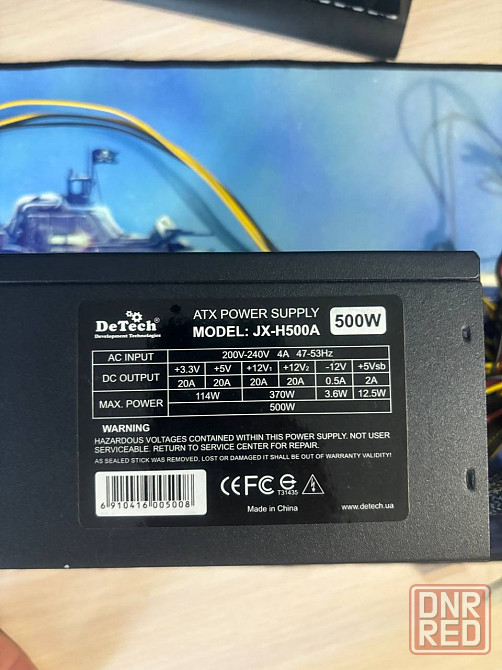 DeTech
Development Technologies
ATX POWER SUPPLY
MODEL: JX-H500A
500W
AC INPUT 200V-240V 4A 47-53Hz
DC OUTPUT +3.3V +5V +12V1 +12V2 -12V +5Vsb
20A 20A 20A 20A 0.5A 2A
MAX. POWER 114W 370W 3.6W 12.5W
500W
WARNING
HAZARDOUS VOLTAGES CONTAINED WITHIN THIS POWER SUPPLY. NOT USER
SERVICEABLE. RETURN TO SERVICE CENTER FOR REPAIR.
AS SEALED STICK WAS REMOVED. LOST OR DAMAGED IT SHALL BE OUT OF WARRANTY VALIDITY!
6 910416 005008
CE FC e
T31435
Made in China
www.detech.ua
DNR
RED